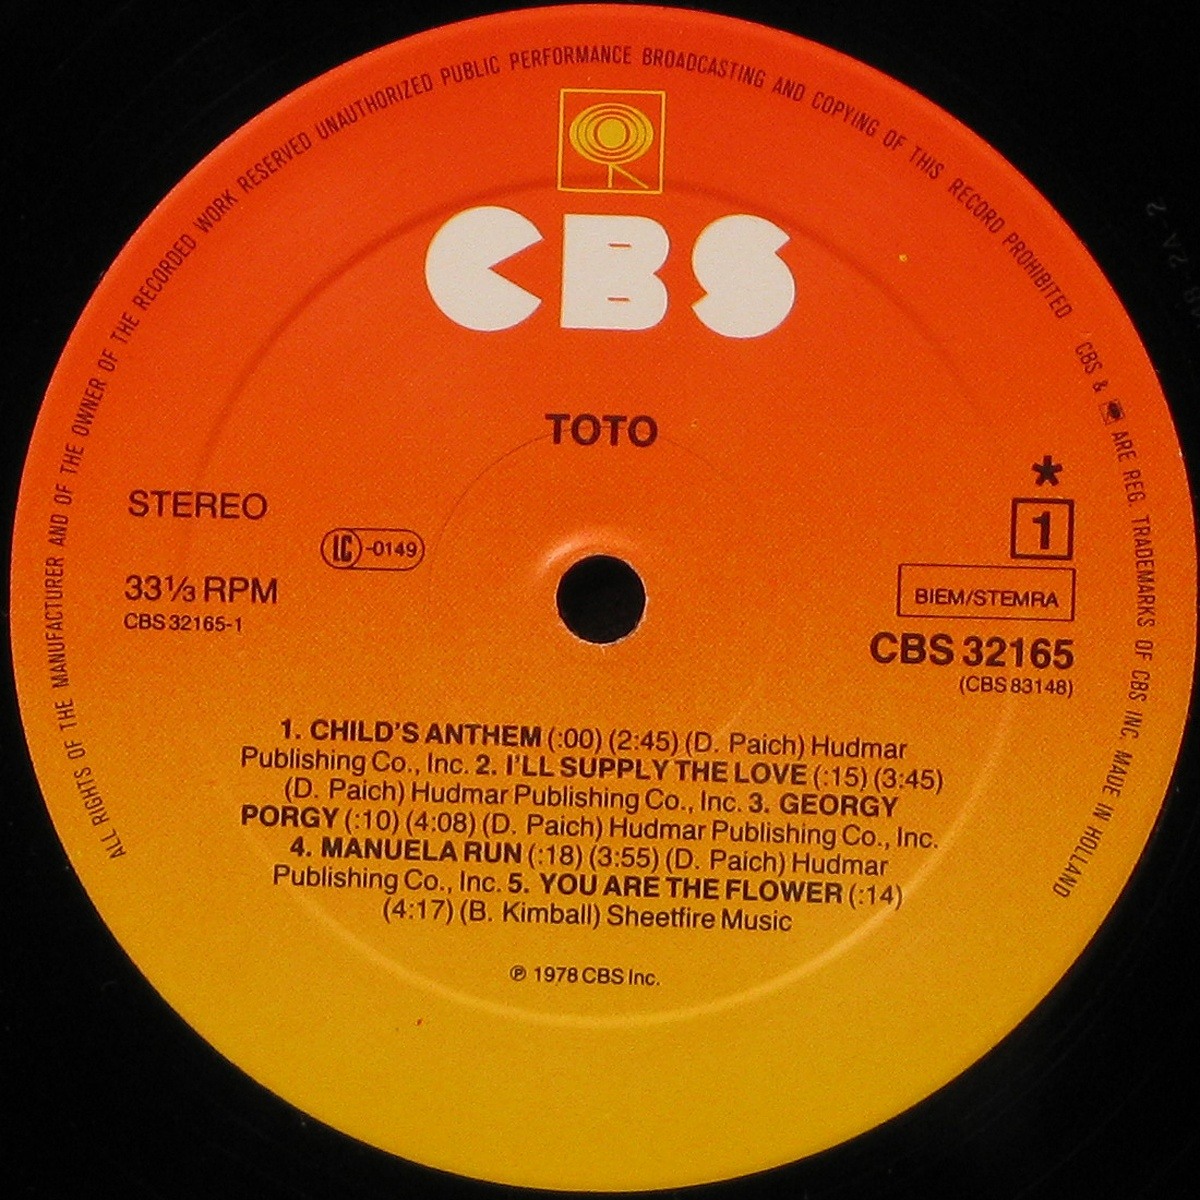 ALL RIGHTS OF THE MANUFACTURER AND OF THE OWNER OF THE RECORDED WORK RESERVED UNAUTHORIZED PUBLIC PERFORMANCE BROADCASTING AND COPYING OF THIS RECORD PROHIBITED
CBS & ARE REG. TRADEMARKS OF CBS INC. MADE IN HOLLAND
CBS
TOTO
STEREO
LC -0149
33⅓ RPM
CBS 32165-1
*
1
BIEM/STEMRA
CBS 32165
(CBS 83148)
1. CHILD'S ANTHEM (:00) (2:45) (D. Paich) Hudmar
Publishing Co., Inc. 2. I'LL SUPPLY THE LOVE (:15) (3:45)
(D. Paich) Hudmar Publishing Co., Inc. 3. GEORGY
PORGY (:10) (4:08) (D. Paich) Hudmar Publishing Co., Inc.
4. MANUELA RUN (:18) (3:55) (D. Paich) Hudmar
Publishing Co., Inc. 5. YOU ARE THE FLOWER (:14)
(4:17) (B. Kimball) Sheetfire Music
℗ 1978 CBS Inc.